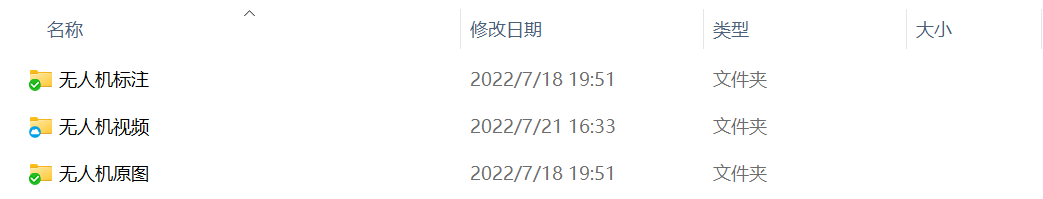 名称 修改日期 类型 大小
无人机标注 2022/7/18 19:51 文件夹
无人机视频 2022/7/21 16:33 文件夹
无人机原图 2022/7/18 19:51 文件夹